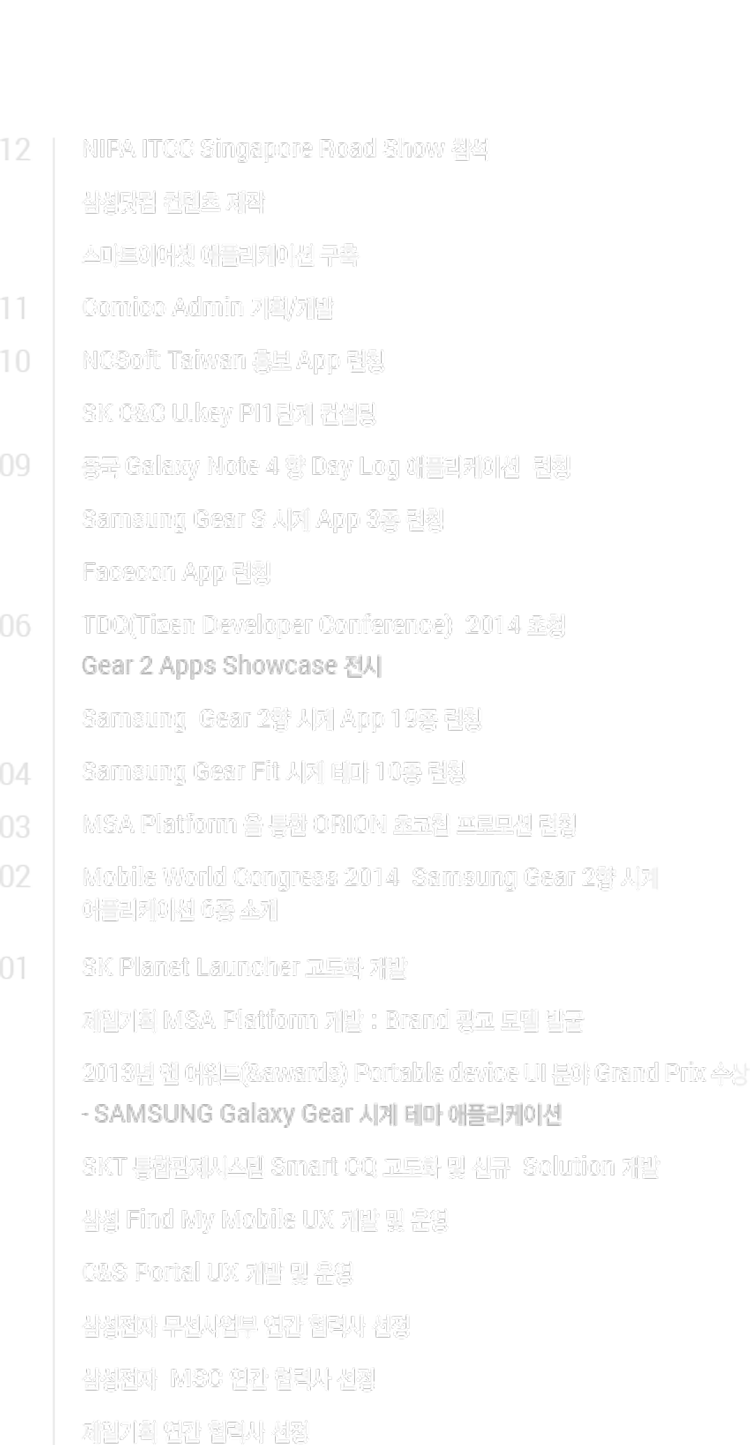 12 NIPA ITCC Singapore Road Show 참석
삼성닷컴 컨텐츠 제작
스마트에어샷 애플리케이션 구축
11 Comico Admin 기획/개발
10 NCSoft Taiwan 홍보 App 런칭
SK C&C U.key PI1단계 컨설팅
09 중국 Galaxy Note 4 향 Day Log 애플리케이션 런칭
Samsung Gear S 시계 App 3종 런칭
Facecon App 런칭
06 TDC(Tizen Developer Conference) 2014 초청
Gear 2 Apps Showcase 전시
Samsung Gear 2향 시계 App 19종 런칭
04 Samsung Gear Fit 시계 테마 10종 런칭
03 MSA Platform 을 통한 ORION 초코칩 프로모션 런칭
02 Mobile World Congress 2014 Samsung Gear 2향 시계
애플리케이션 6종 소개
01 SK Planet Launcher 고도화 개발
제일기획 MSA Platform 개발 : Brand 광고 모델 발굴
2013년 앤 어워드(&awards) Portable device UI 분야 Grand Prix 수상
- SAMSUNG Galaxy Gear 시계 테마 애플리케이션
SKT 통합관제시스템 Smart OQ 고도화 및 신규 Solution 개발
삼성 Find My Mobile UX 개발 및 운영
C&S Portal UX 개발 및 운영
삼성전자 무선사업부 연간 협력사 선정
삼성전자 MSC 연간 협력사 선정
제일기획 연간 협력사 선정